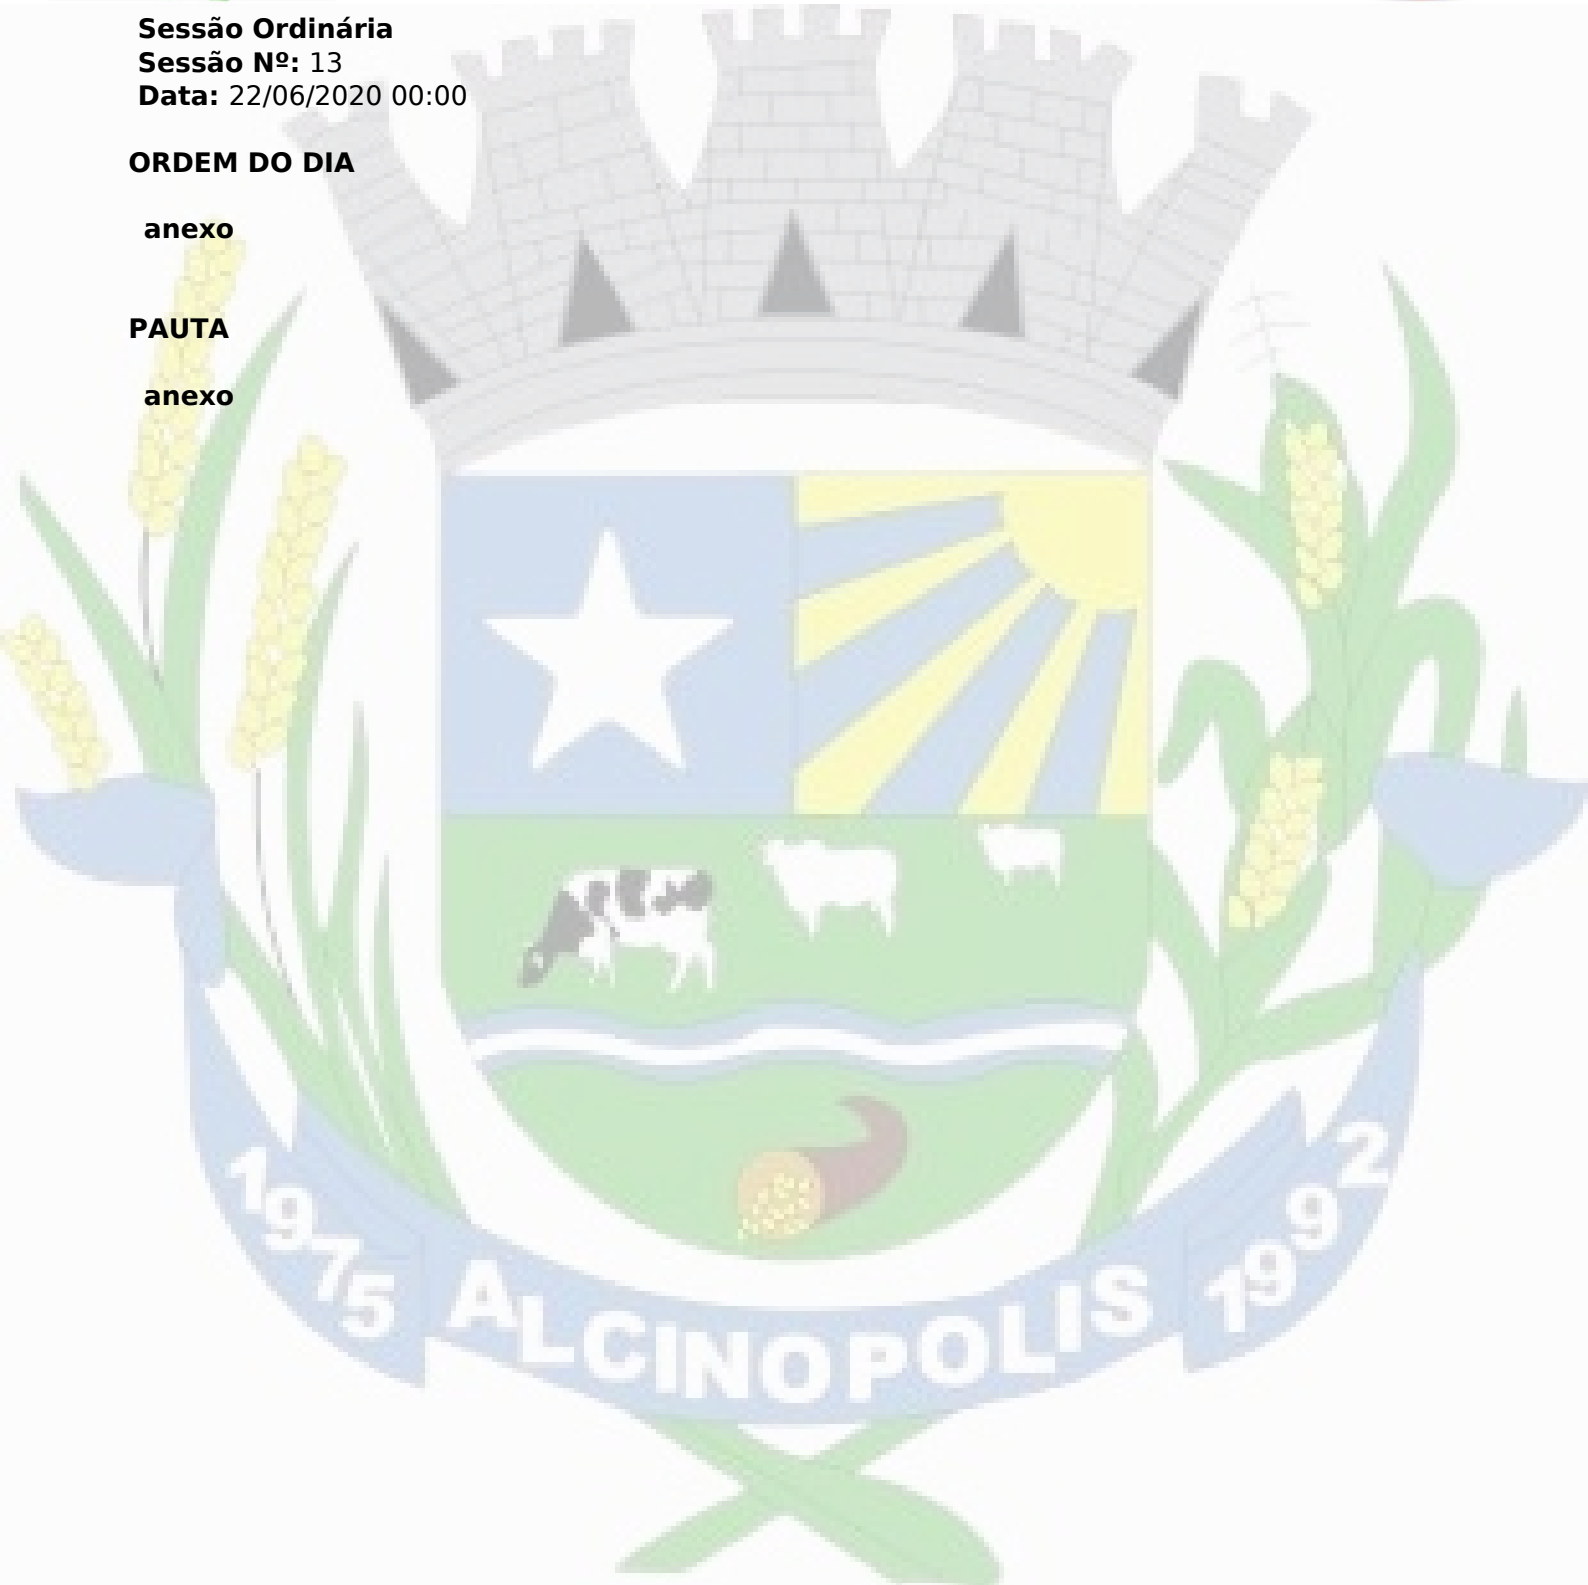 Sessão Ordinária
Sessão Nº: 13
Data: 22/06/2020 00:00
ORDEM DO DIA
anexo
PAUTA
anexo
1975 ALCINOPOLIS 1992